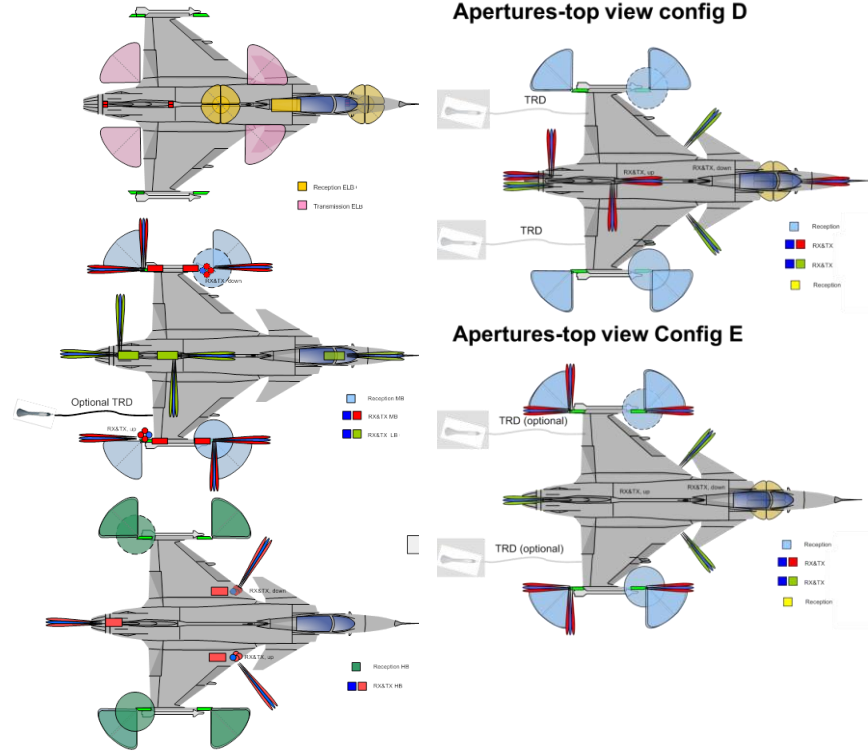 Reception ELB
Transmission ELB
RX&TX, down
Optional TRD
RX&TX, up
Reception MB
RX&TX MB
RX&TX LB
RX&TX, down
RX&TX, up
Reception HB
RX&TX HB
Apertures-top view config D
TRD
RX&TX, up
RX&TX, down
TRD
Reception
RX&TX
RX&TX
Reception
Apertures-top view Config E
TRD (optional)
RX&TX, up
RX&TX, down
TRD (optional)
Reception
RX&TX
RX&TX
Reception